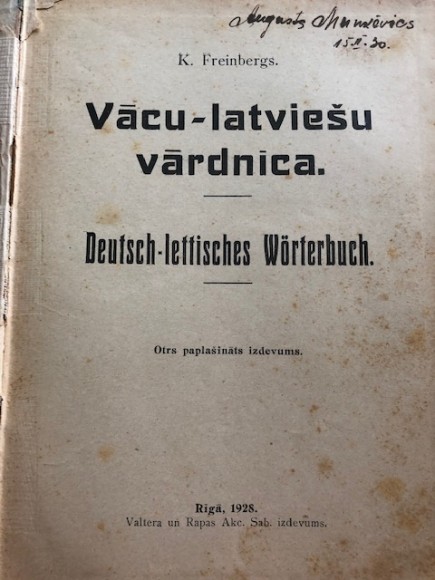 Augusts
15.II.30.
K. Freinbergs.
Vācu-latviešu
vārdnīca.
Deutsch-lettisches Wörterbuch.
Otrs paplašināts izdevums.
Rīgā, 1928.
Valtera un Rapas Akc. Sab. izdevums.